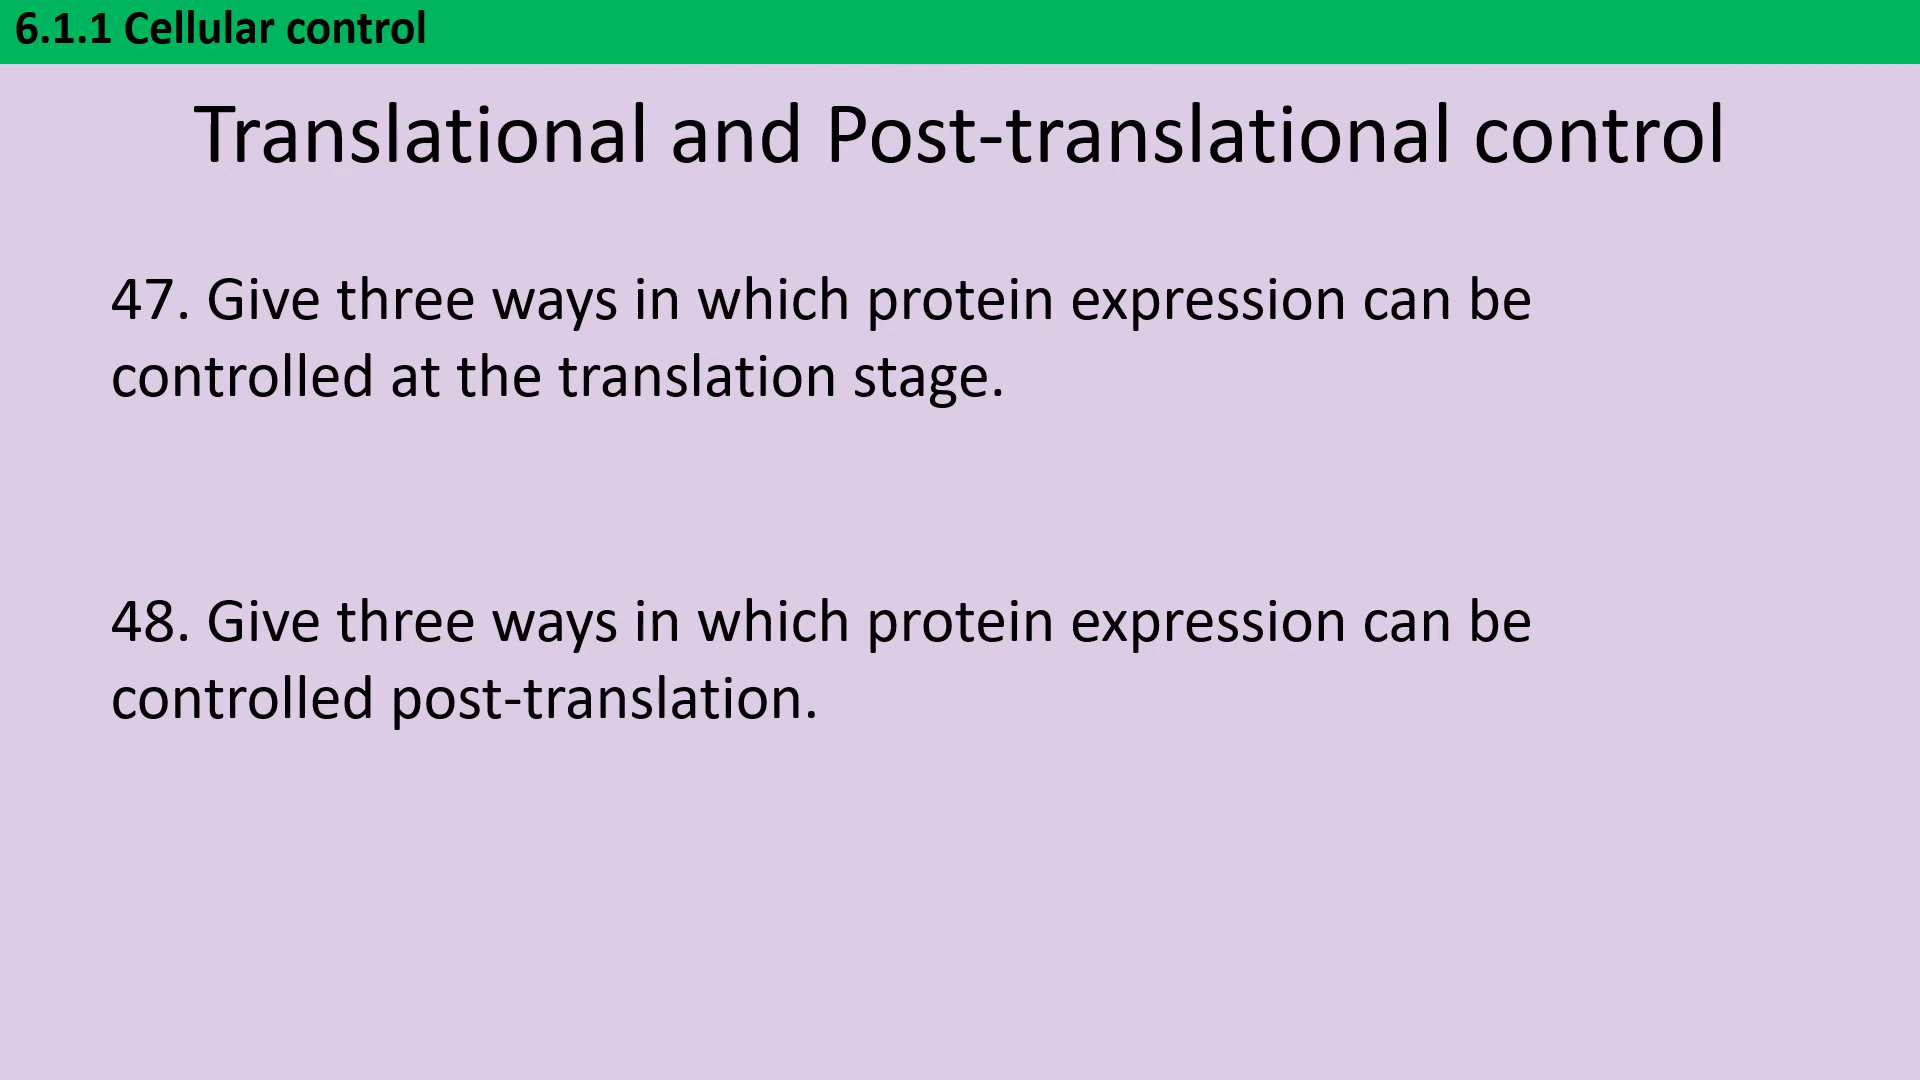 6.1.1 Cellular control
Translational and Post-translational control
47. Give three ways in which protein expression can be
controlled at the translation stage.
48. Give three ways in which protein expression can be
controlled post-translation.